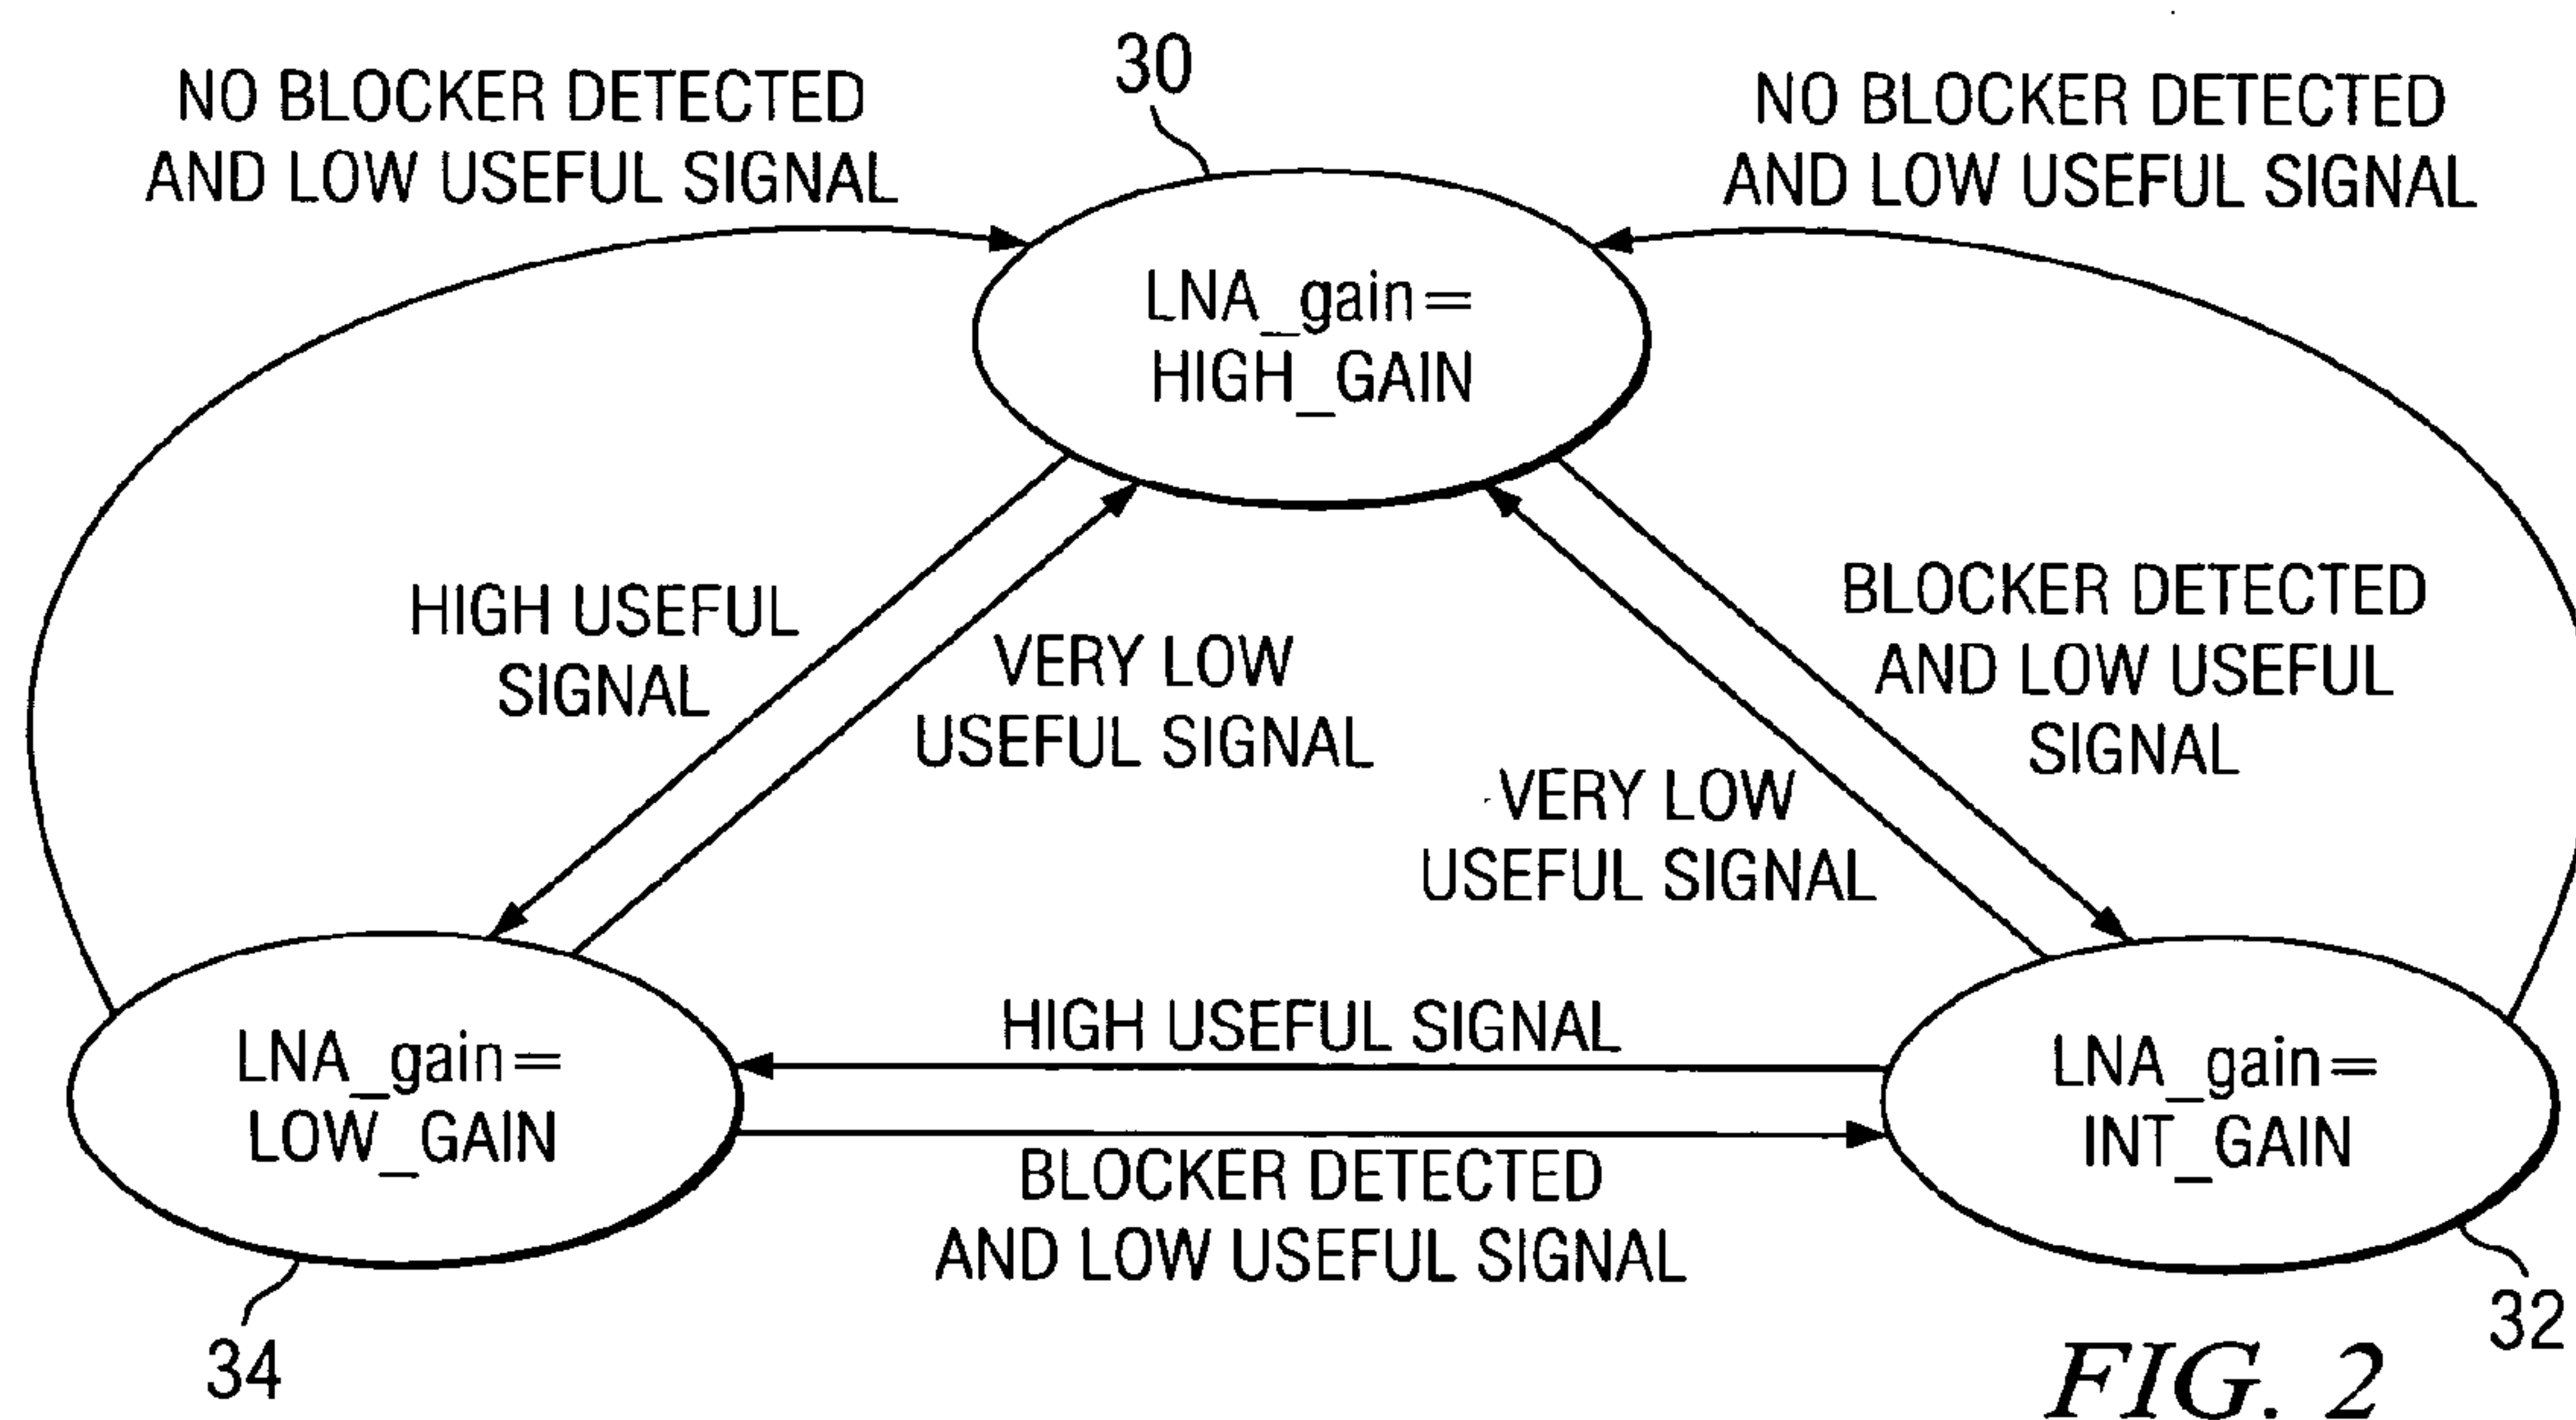 30
NO BLOCKER DETECTED
AND LOW USEFUL SIGNAL
NO BLOCKER DETECTED
AND LOW USEFUL SIGNAL
LNA_gain=
HIGH_GAIN
HIGH USEFUL
SIGNAL
VERY LOW
USEFUL SIGNAL
BLOCKER DETECTED
AND LOW USEFUL
SIGNAL
VERY LOW
USEFUL SIGNAL
LNA_gain=
LOW_GAIN
HIGH USEFUL SIGNAL
BLOCKER DETECTED
AND LOW USEFUL SIGNAL
LNA_gain=
INT_GAIN
34
32
FIG. 2